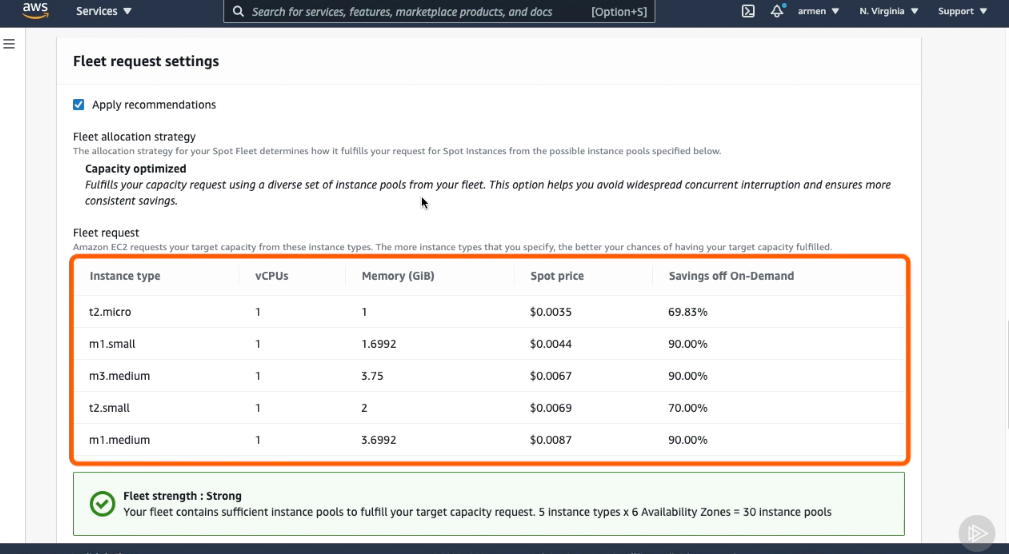 aws
Services ▼ Search for services, features, marketplace products, and docs [Option+S] armen ▼ N. Virginia ▼ Support ▼
Fleet request settings
Apply recommendations
Fleet allocation strategy
The allocation strategy for your Spot Fleet determines how it fulfills your request for Spot Instances from the possible instance pools specified below.
Capacity optimized
Fulfills your capacity request using a diverse set of instance pools from your fleet. This option helps you avoid widespread concurrent interruption and ensures more
consistent savings.
Fleet request
Amazon EC2 requests your target capacity from these instance types. The more instance types that you specify, the better your chances of having your target capacity fulfilled.
Instance type vCPUs Memory (GiB) Spot price Savings off On-Demand
t2.micro 1 1 $0.0035 69.83%
m1.small 1 1.6992 $0.0044 90.00%
m3.medium 1 3.75 $0.0067 90.00%
t2.small 1 2 $0.0069 70.00%
m1.medium 1 3.6992 $0.0087 90.00%
Fleet strength : Strong
Your fleet contains sufficient instance pools to fulfill your target capacity request. 5 instance types x 6 Availability Zones = 30 instance pools